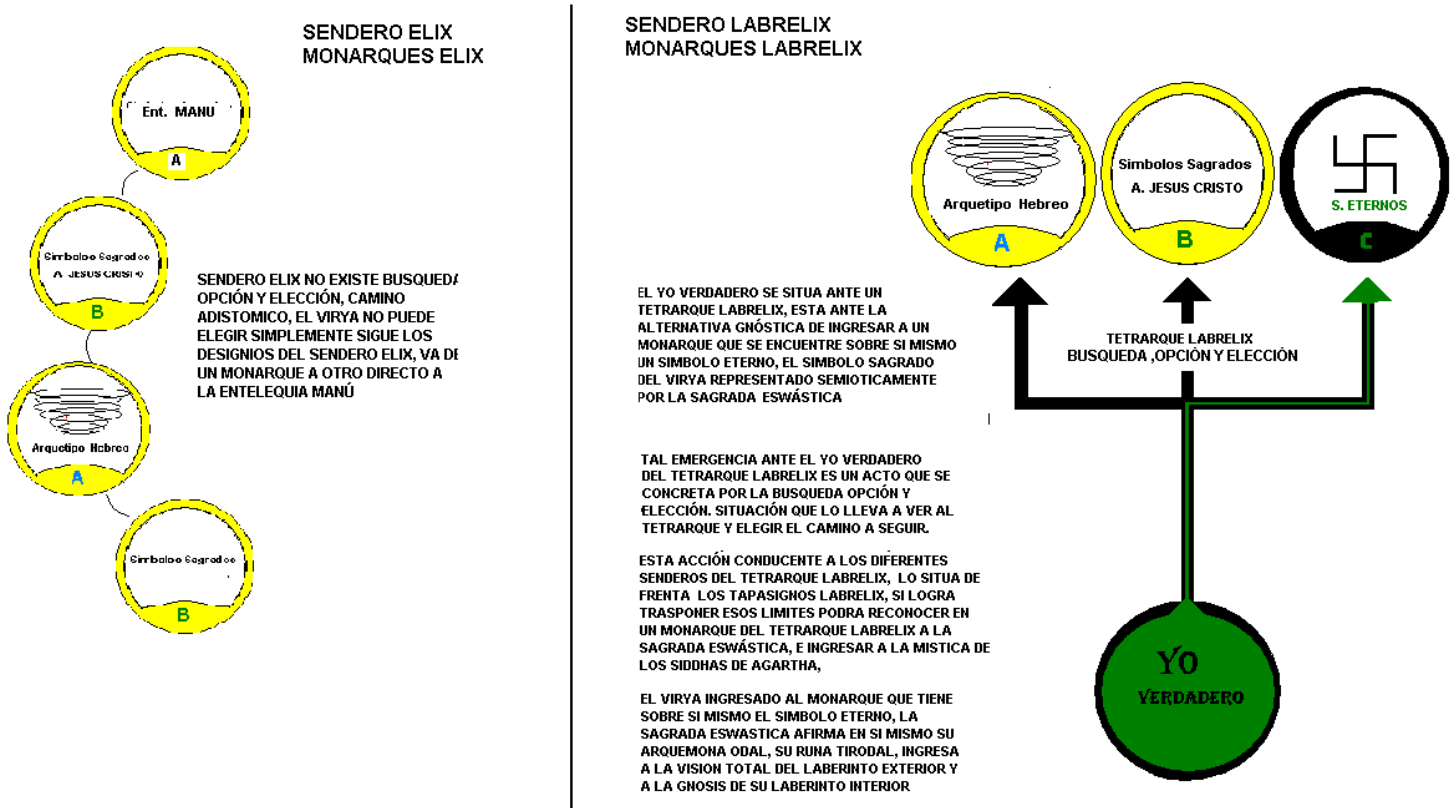 SENDERO ELIX
MONARQUES ELIX
Ent. MANU
A
Simbolos Sagrados
A. JESUS CRISTO
B
SENDERO ELIX NO EXISTE BUSQUEDA
OPCIÓN Y ELECCIÓN, CAMINO
ADISTOMICO, EL VIRYA NO PUEDE
ELEGIR SIMPLEMENTE SIGUE LOS
DESIGNIOS DEL SENDERO ELIX, VA DE
UN MONARQUE A OTRO DIRECTO A
LA ENTELEQUIA MANÚ
Arquetipo Hebreo
A
Simbolos Sagrados
B
SENDERO LABRELIX
MONARQUES LABRELIX
Arquetipo Hebreo
A
Simbolos Sagrados
A. JESUS CRISTO
B
S. ETERNOS
C
EL YO VERDADERO SE SITUA ANTE UN
TETRARQUE LABRELIX, ESTA ANTE LA
ALTERNATIVA GNÓSTICA DE INGRESAR A UN
MONARQUE QUE SE ENCUENTRE SOBRE SI MISMO
UN SIMBOLO ETERNO, EL SIMBOLO SAGRADO
DEL VIRYA REPRESENTADO SEMIOTICAMENTE
POR LA SAGRADA ESWÁSTICA
TETRARQUE LABRELIX
BUSQUEDA ,OPCIÓN Y ELECCIÓN
TAL EMERGENCIA ANTE EL YO VERDADERO
DEL TETRARQUE LABRELIX ES UN ACTO QUE SE
CONCRETA POR LA BUSQUEDA OPCIÓN Y
ELECCIÓN. SITUACIÓN QUE LO LLEVA A VER AL
TETRARQUE Y ELEGIR EL CAMINO A SEGUIR.
ESTA ACCIÓN CONDUCENTE A LOS DIFERENTES
SENDEROS DEL TETRARQUE LABRELIX, LO SITUA DE
FRENTA LOS TAPASIGNOS LABRELIX, SI LOGRA
TRASPONER ESOS LIMITES PODRA RECONOCER EN
UN MONARQUE DEL TETRARQUE LABRELIX A LA
SAGRADA ESWÁSTICA, E INGRESAR A LA MISTICA DE
LOS SIDDHAS DE AGARTHA,
EL VIRYA INGRESADO AL MONARQUE QUE TIENE
SOBRE SI MISMO EL SIMBOLO ETERNO, LA
SAGRADA ESWASTICA AFIRMA EN SI MISMO SU
ARQUEMONA ODAL, SU RUNA TIRODAL, INGRESA
A LA VISION TOTAL DEL LABERINTO EXTERIOR Y
A LA GNOSIS DE SU LABERINTO INTERIOR
YO
VERDADERO